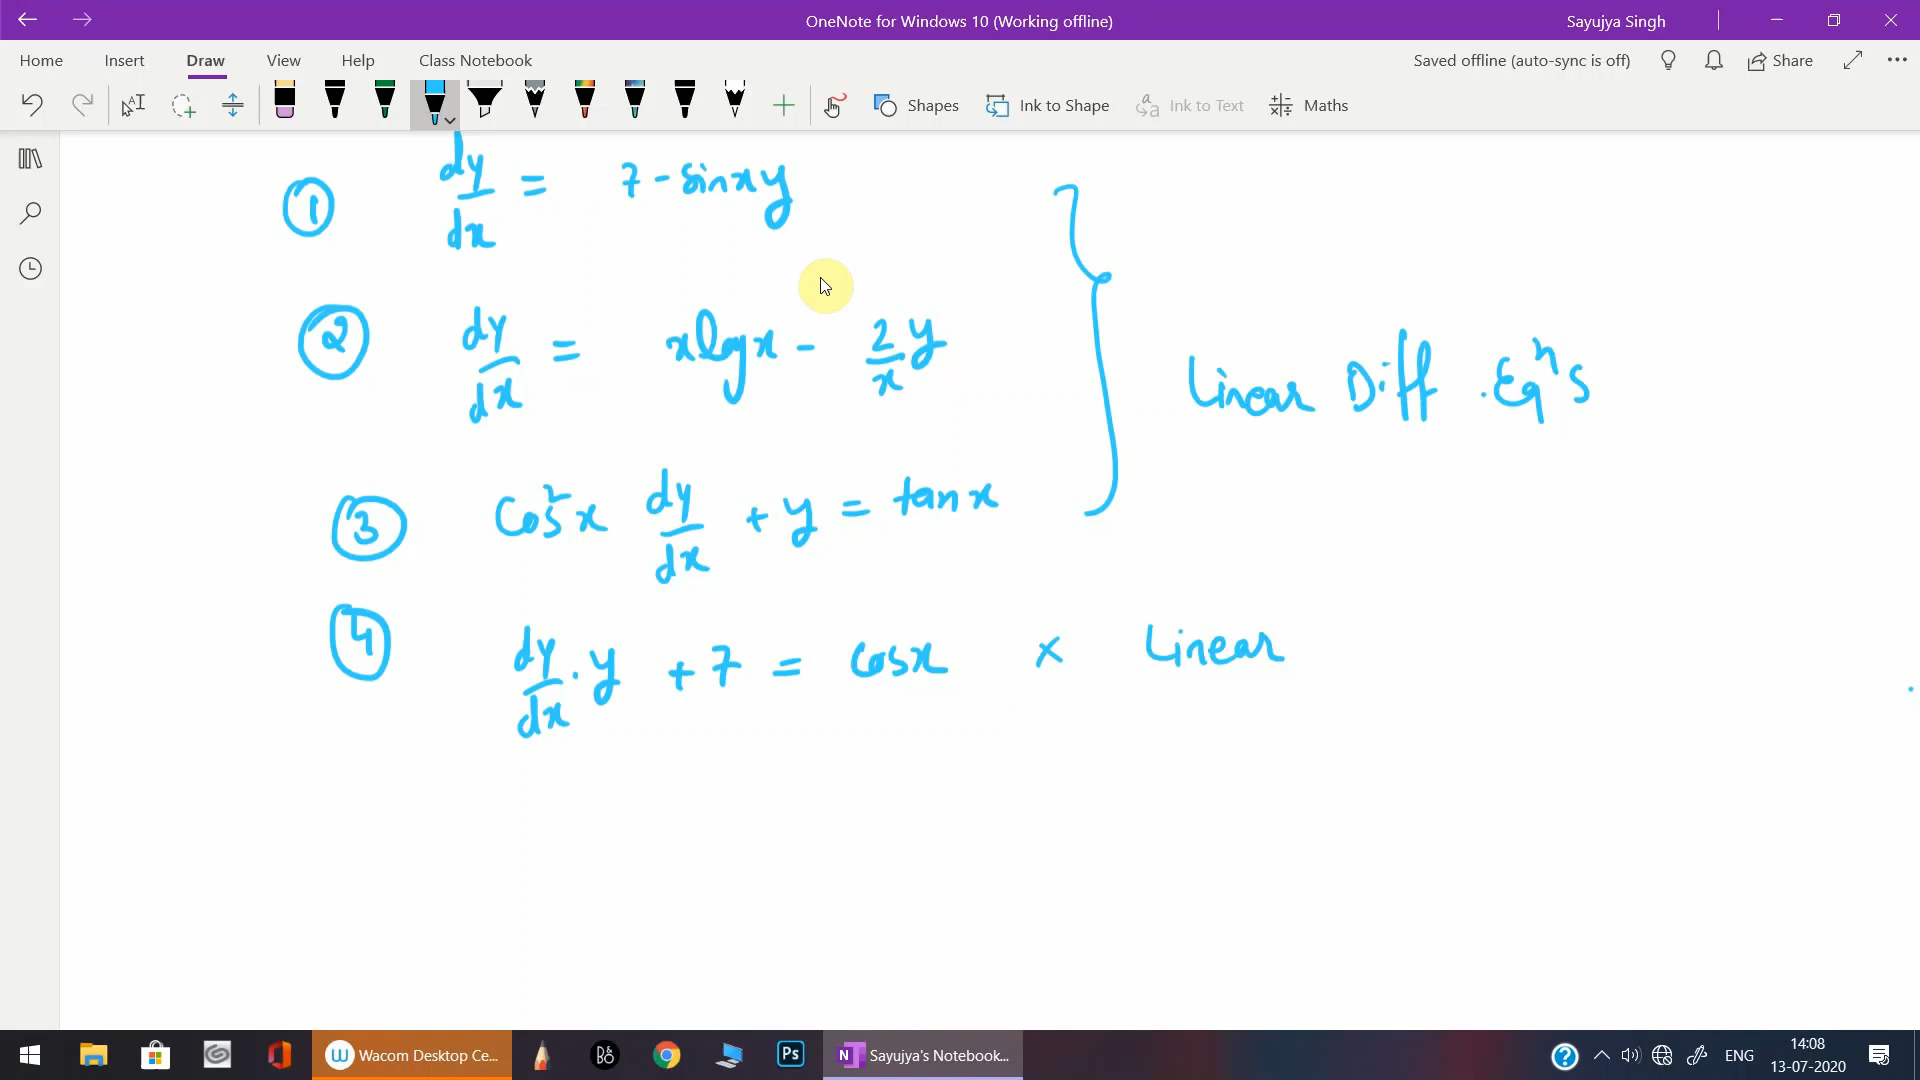 OneNote for Windows 10 (Working offline) Sayujya Singh
Home Insert Draw View Help Class Notebook Saved offline (auto-sync is off) Share
Shapes Ink to Shape Ink to Text Maths
① dy/dx = 7 - sinx y
② dy/dx = xlogx - 2/x y
Linear Diff. Eqⁿs
③ Cos²x dy/dx + y = tanx
④ dy/dx · y + 7 = cosx × Linear
Wacom Desktop Ce... Sayujya's Notebook... ENG 14:08
13-07-2020